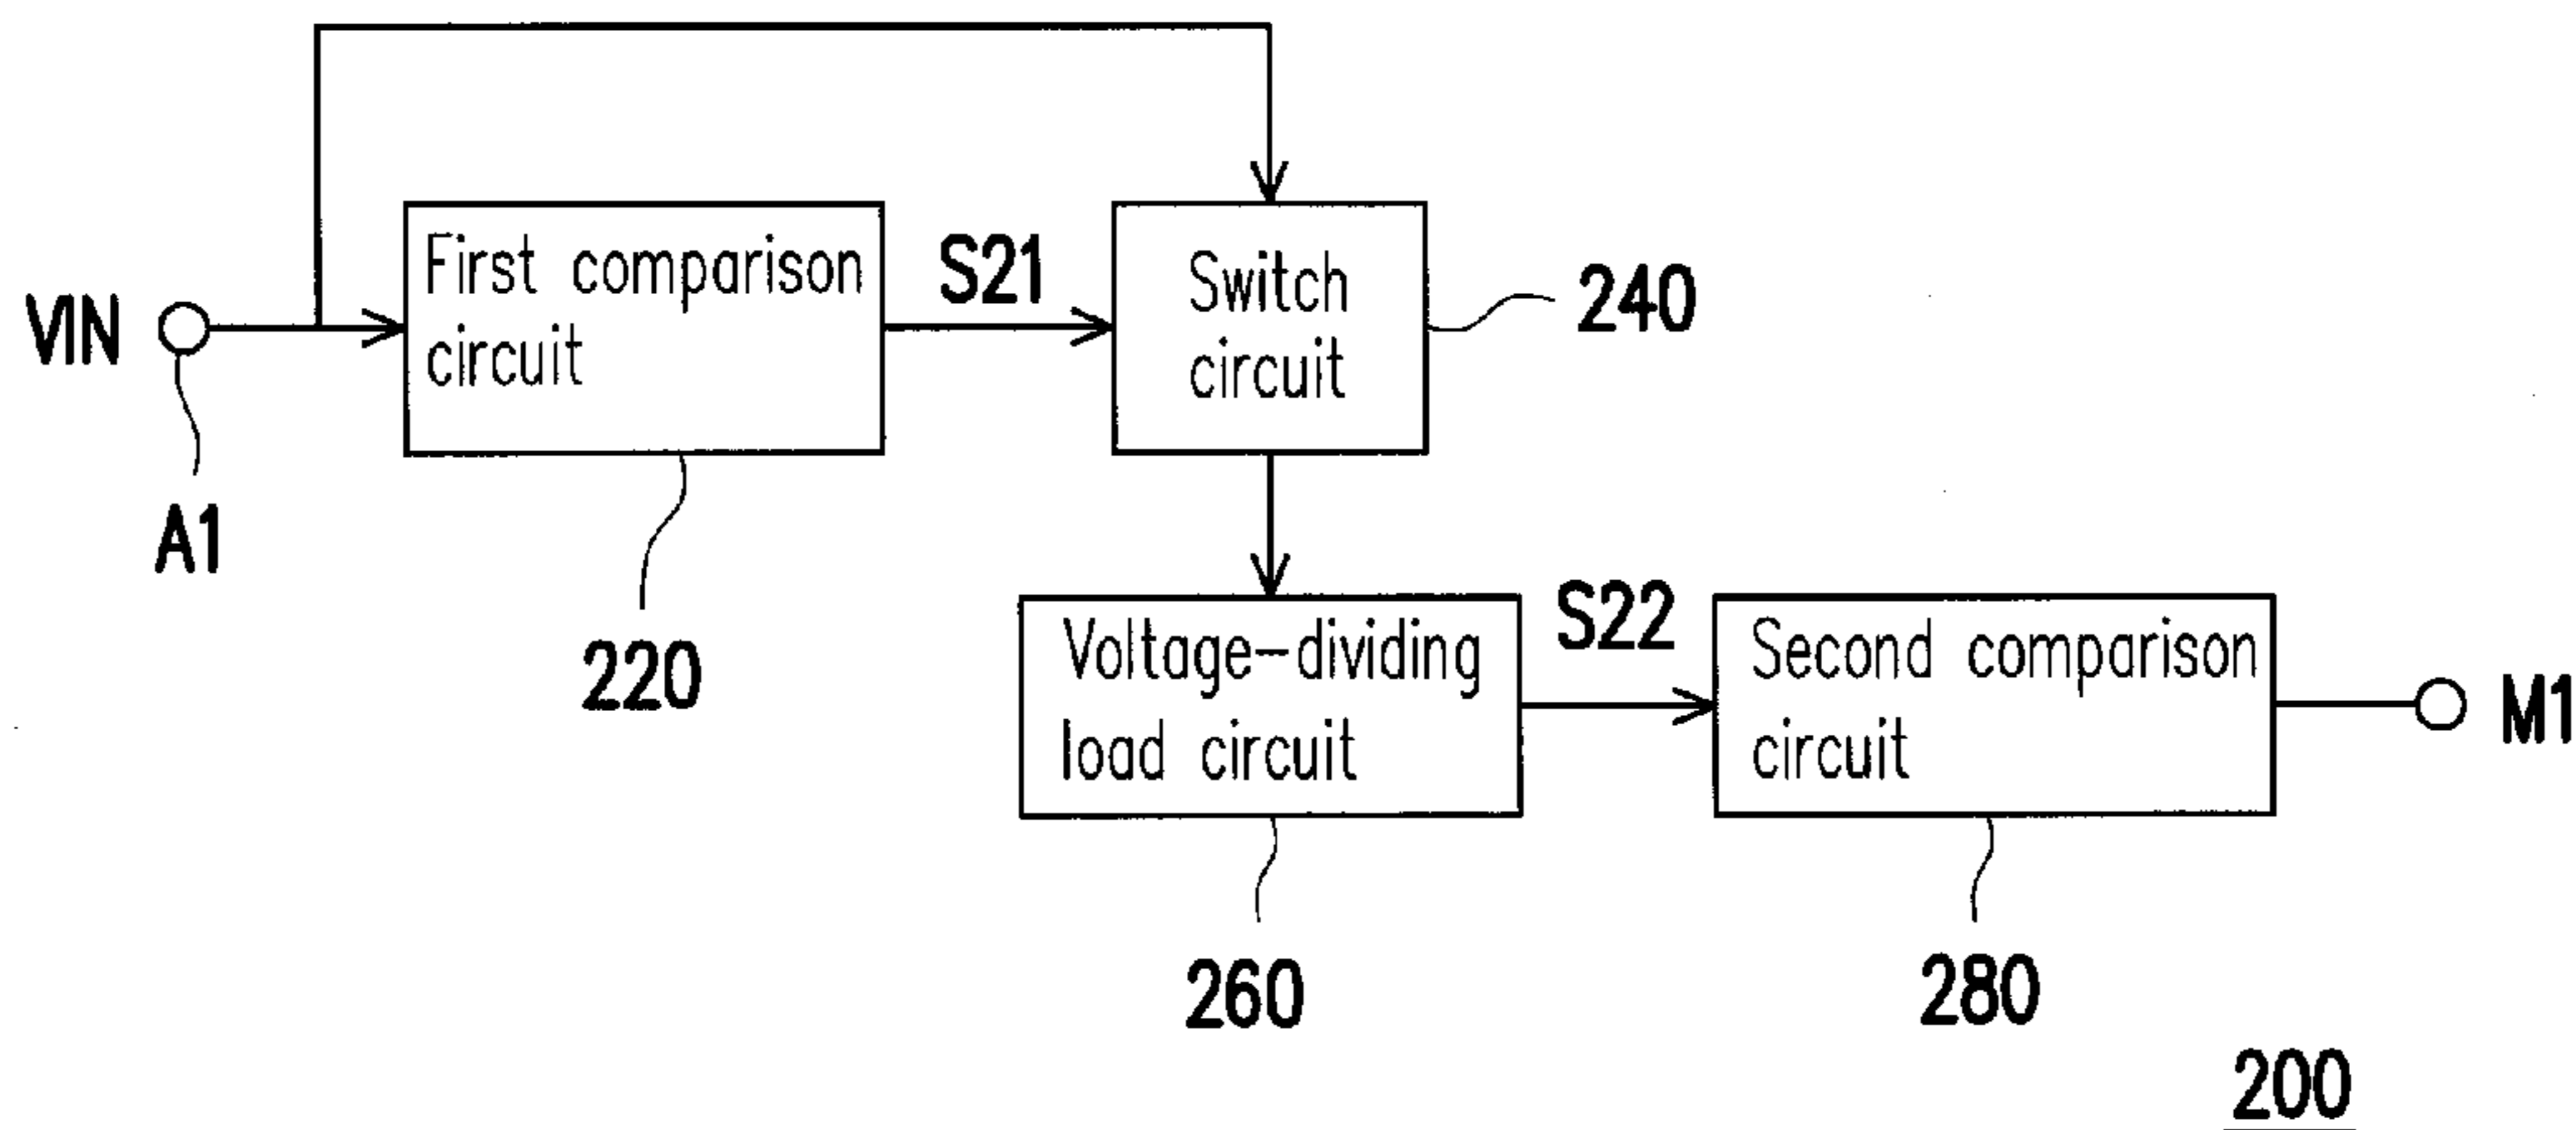 VIN
A1
First comparison
circuit
220
S21
Switch
circuit
240
Voltage-dividing
load circuit
260
S22
Second comparison
circuit
280
M1
200